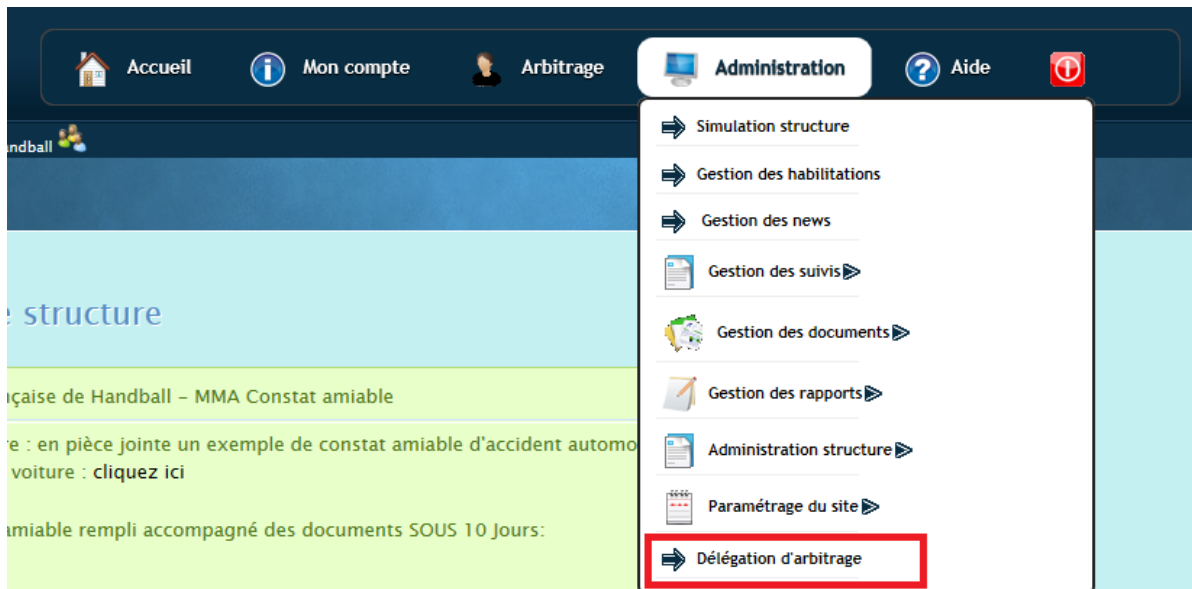 Accueil Mon compte Arbitrage Administration Aide
Simulation structure
ndball
Gestion des habilitations
Gestion des news
Gestion des suivis
structure
Gestion des documents
Gestion des rapports
nçaise de Handball – MMA Constat amiable
re : en pièce jointe un exemple de constat amiable d'accident automo
voiture : cliquez ici
Administration structure
Paramétrage du site
amiable rempli accompagné des documents SOUS 10 Jours:
Délégation d'arbitrage